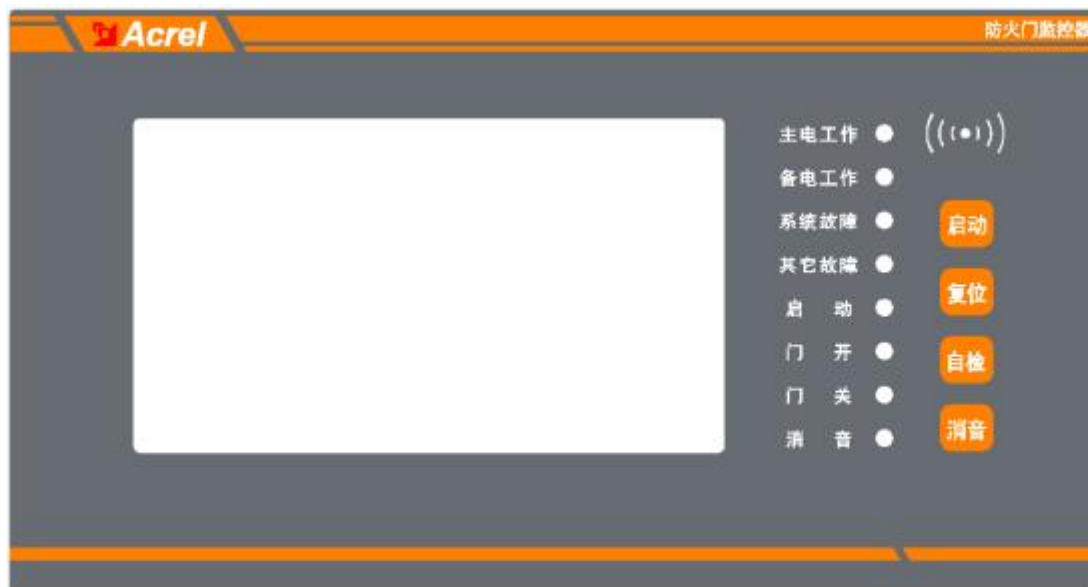 Acrel
防火门监控器
主电工作
备电工作
系统故障
其它故障
启 动
门 开
门 关
消 音
启动
复位
自检
消音